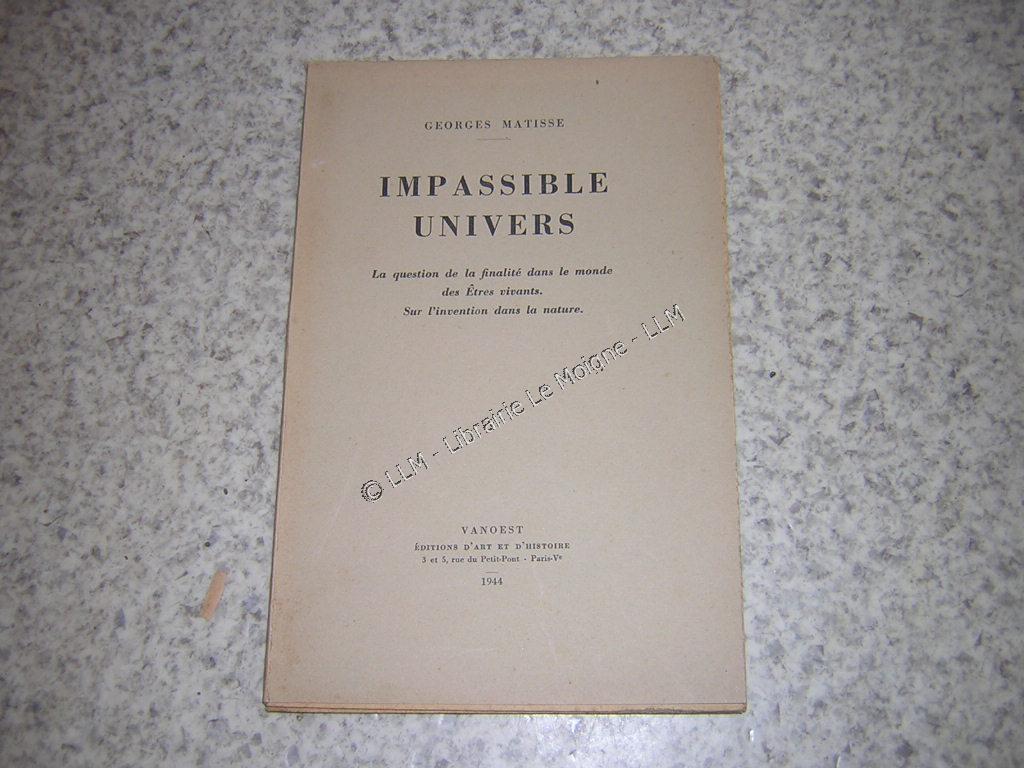 GEORGES MATISSE
IMPASSIBLE
UNIVERS
La question de la finalité dans le monde
des Êtres vivants.
Sur l'invention dans la nature.
© LLM - Librairie Le Moigne - LLM
VANOEST
ÉDITIONS D'ART ET D'HISTOIRE
3 et 5, rue du Petit-Pont - Paris-Vᵉ
1944